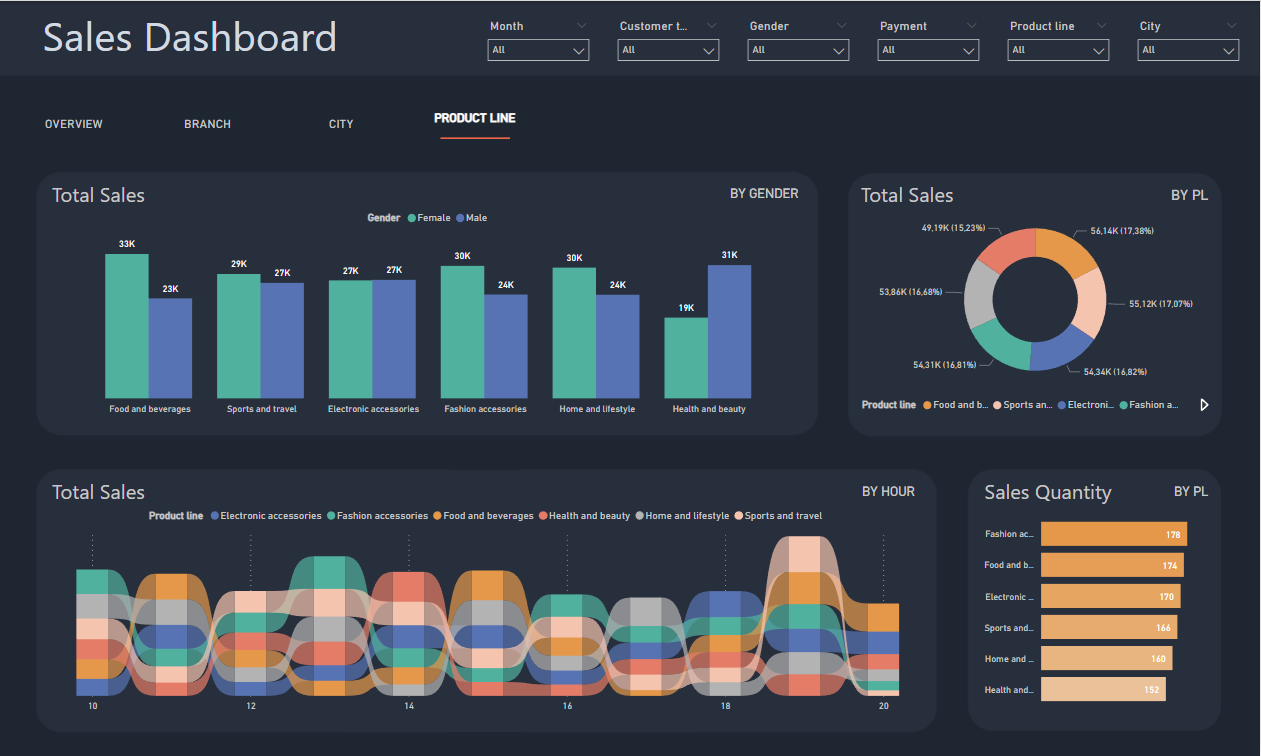 Sales Dashboard
Month Customer t... Gender Payment Product line City
All All All All All All
OVERVIEW BRANCH CITY PRODUCT LINE
Total Sales BY GENDER
Gender Female Male
33K 23K 29K 27K 27K 27K 30K 24K 30K 24K 19K 31K
Food and beverages Sports and travel Electronic accessories Fashion accessories Home and lifestyle Health and beauty
Total Sales BY PL
49,19K (15,23%) 56,14K (17,38%)
53,86K (16,68%) 55,12K (17,07%)
54,31K (16,81%) 54,34K (16,82%)
Product line Food and b... Sports an... Electroni... Fashion a...
Total Sales BY HOUR
Product line Electronic accessories Fashion accessories Food and beverages Health and beauty Home and lifestyle Sports and travel
10 12 14 16 18 20
Sales Quantity BY PL
Fashion ac... 178
Food and b... 174
Electronic ... 170
Sports and... 166
Home and ... 160
Health and... 152